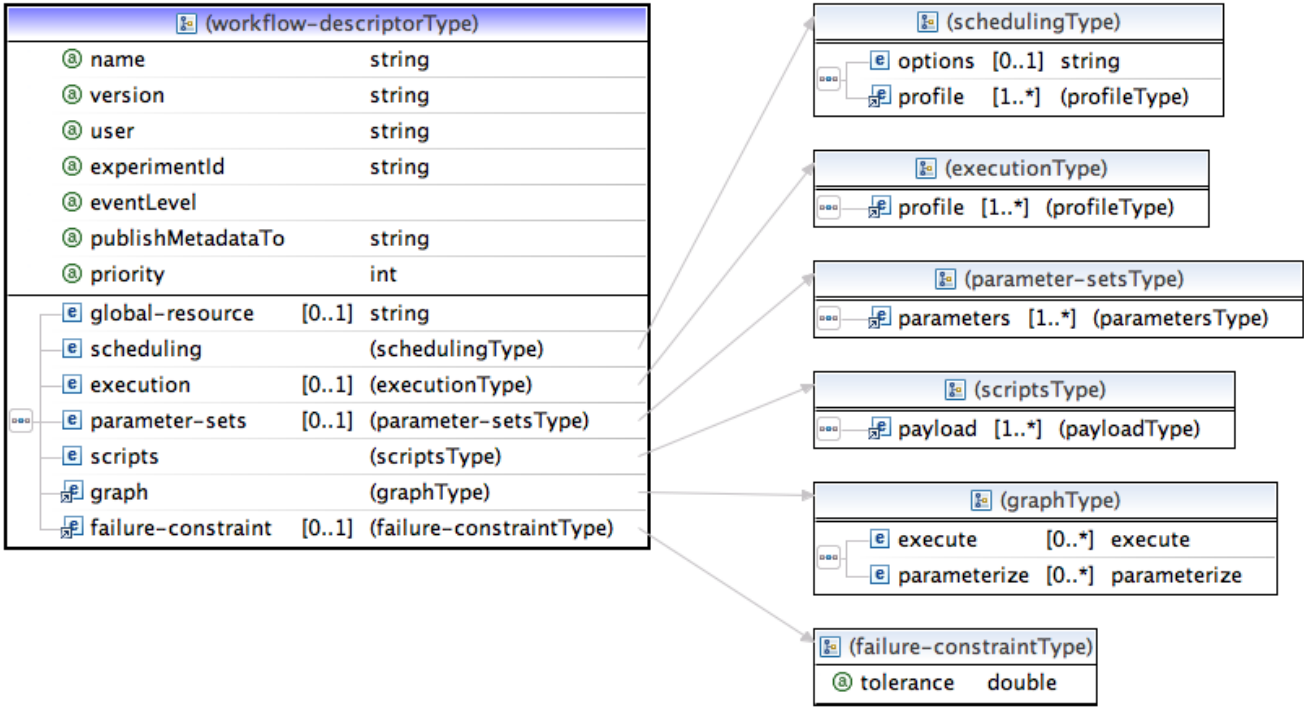 (workflow-descriptorType)
name string
version string
user string
experimentId string
eventLevel
publishMetadataTo string
priority int
global-resource [0..1] string
scheduling (schedulingType)
execution [0..1] (executionType)
parameter-sets [0..1] (parameter-setsType)
scripts (scriptsType)
graph (graphType)
failure-constraint [0..1] (failure-constraintType)
(schedulingType)
options [0..1] string
profile [1..*] (profileType)
(executionType)
profile [1..*] (profileType)
(parameter-setsType)
parameters [1..*] (parametersType)
(scriptsType)
payload [1..*] (payloadType)
(graphType)
execute [0..*] execute
parameterize [0..*] parameterize
(failure-constraintType)
tolerance double